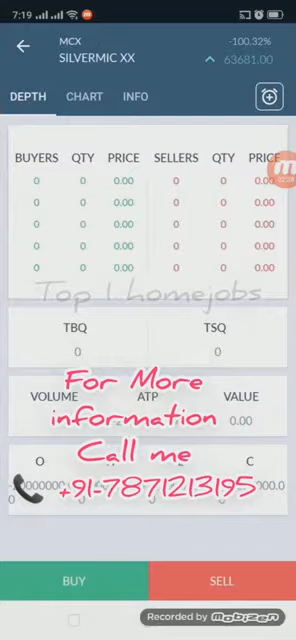 7:19
MCX
-100.32%
SILVERMIC XX
63681.00
DEPTH CHART INFO
BUYERS QTY PRICE SELLERS QTY PRICE
0 0 0.00 0 0 0.00
0 0 0.00 0 0 0.00
0 0 0.00 0 0 0.00
0 0 0.00 0 0 0.00
0 0 0.00 0 0 0.00
Top 1 homejobs
TBQ TSQ
0 0
VOLUME ATP VALUE
0.00
For More
information
Call me
O C
+91-7871213195
BUY SELL
Recorded by mobizen